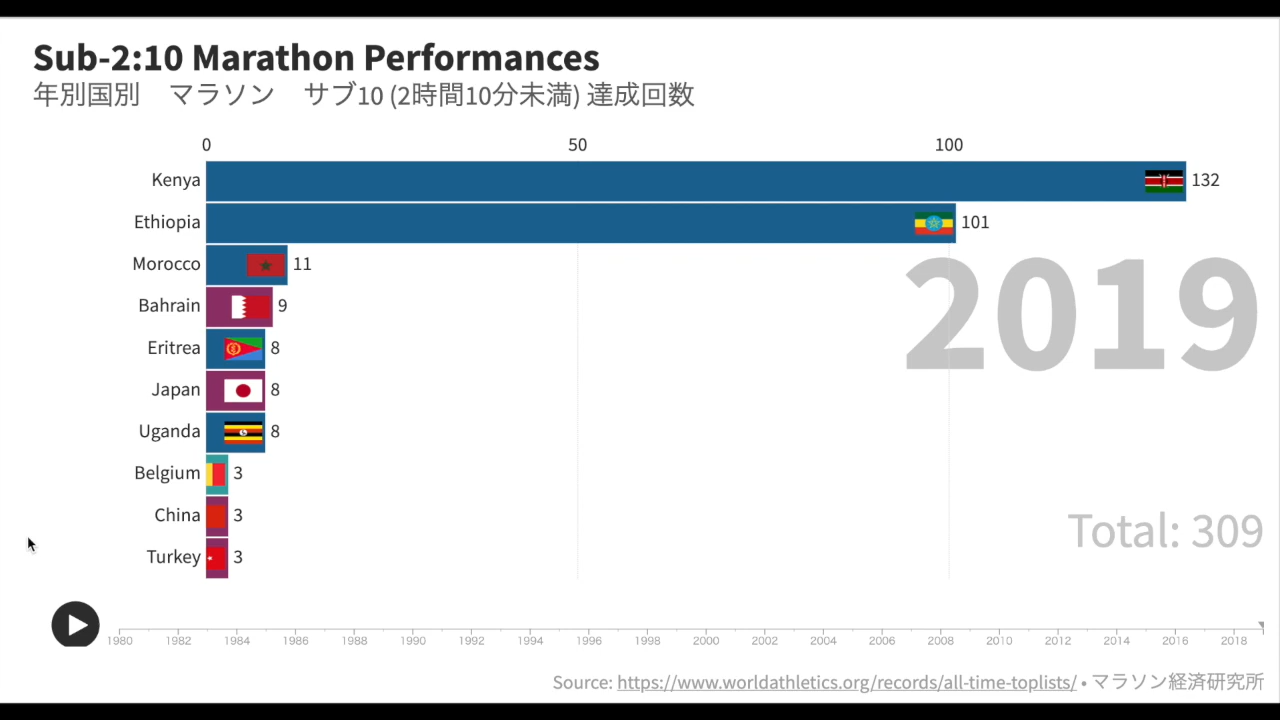 Sub-2:10 Marathon Performances
年別国別　マラソン　サブ10 (2時間10分未満) 達成回数
0 50 100
Kenya 132
Ethiopia 101
Morocco 11
Bahrain 9
Eritrea 8
Japan 8
Uganda 8
Belgium 3
China 3
Turkey 3
2019
Total: 309
1980 1982 1984 1986 1988 1990 1992 1994 1996 1998 2000 2002 2004 2006 2008 2010 2012 2014 2016 2018
Source: https://www.worldathletics.org/records/all-time-toplists/ • マラソン経済研究所